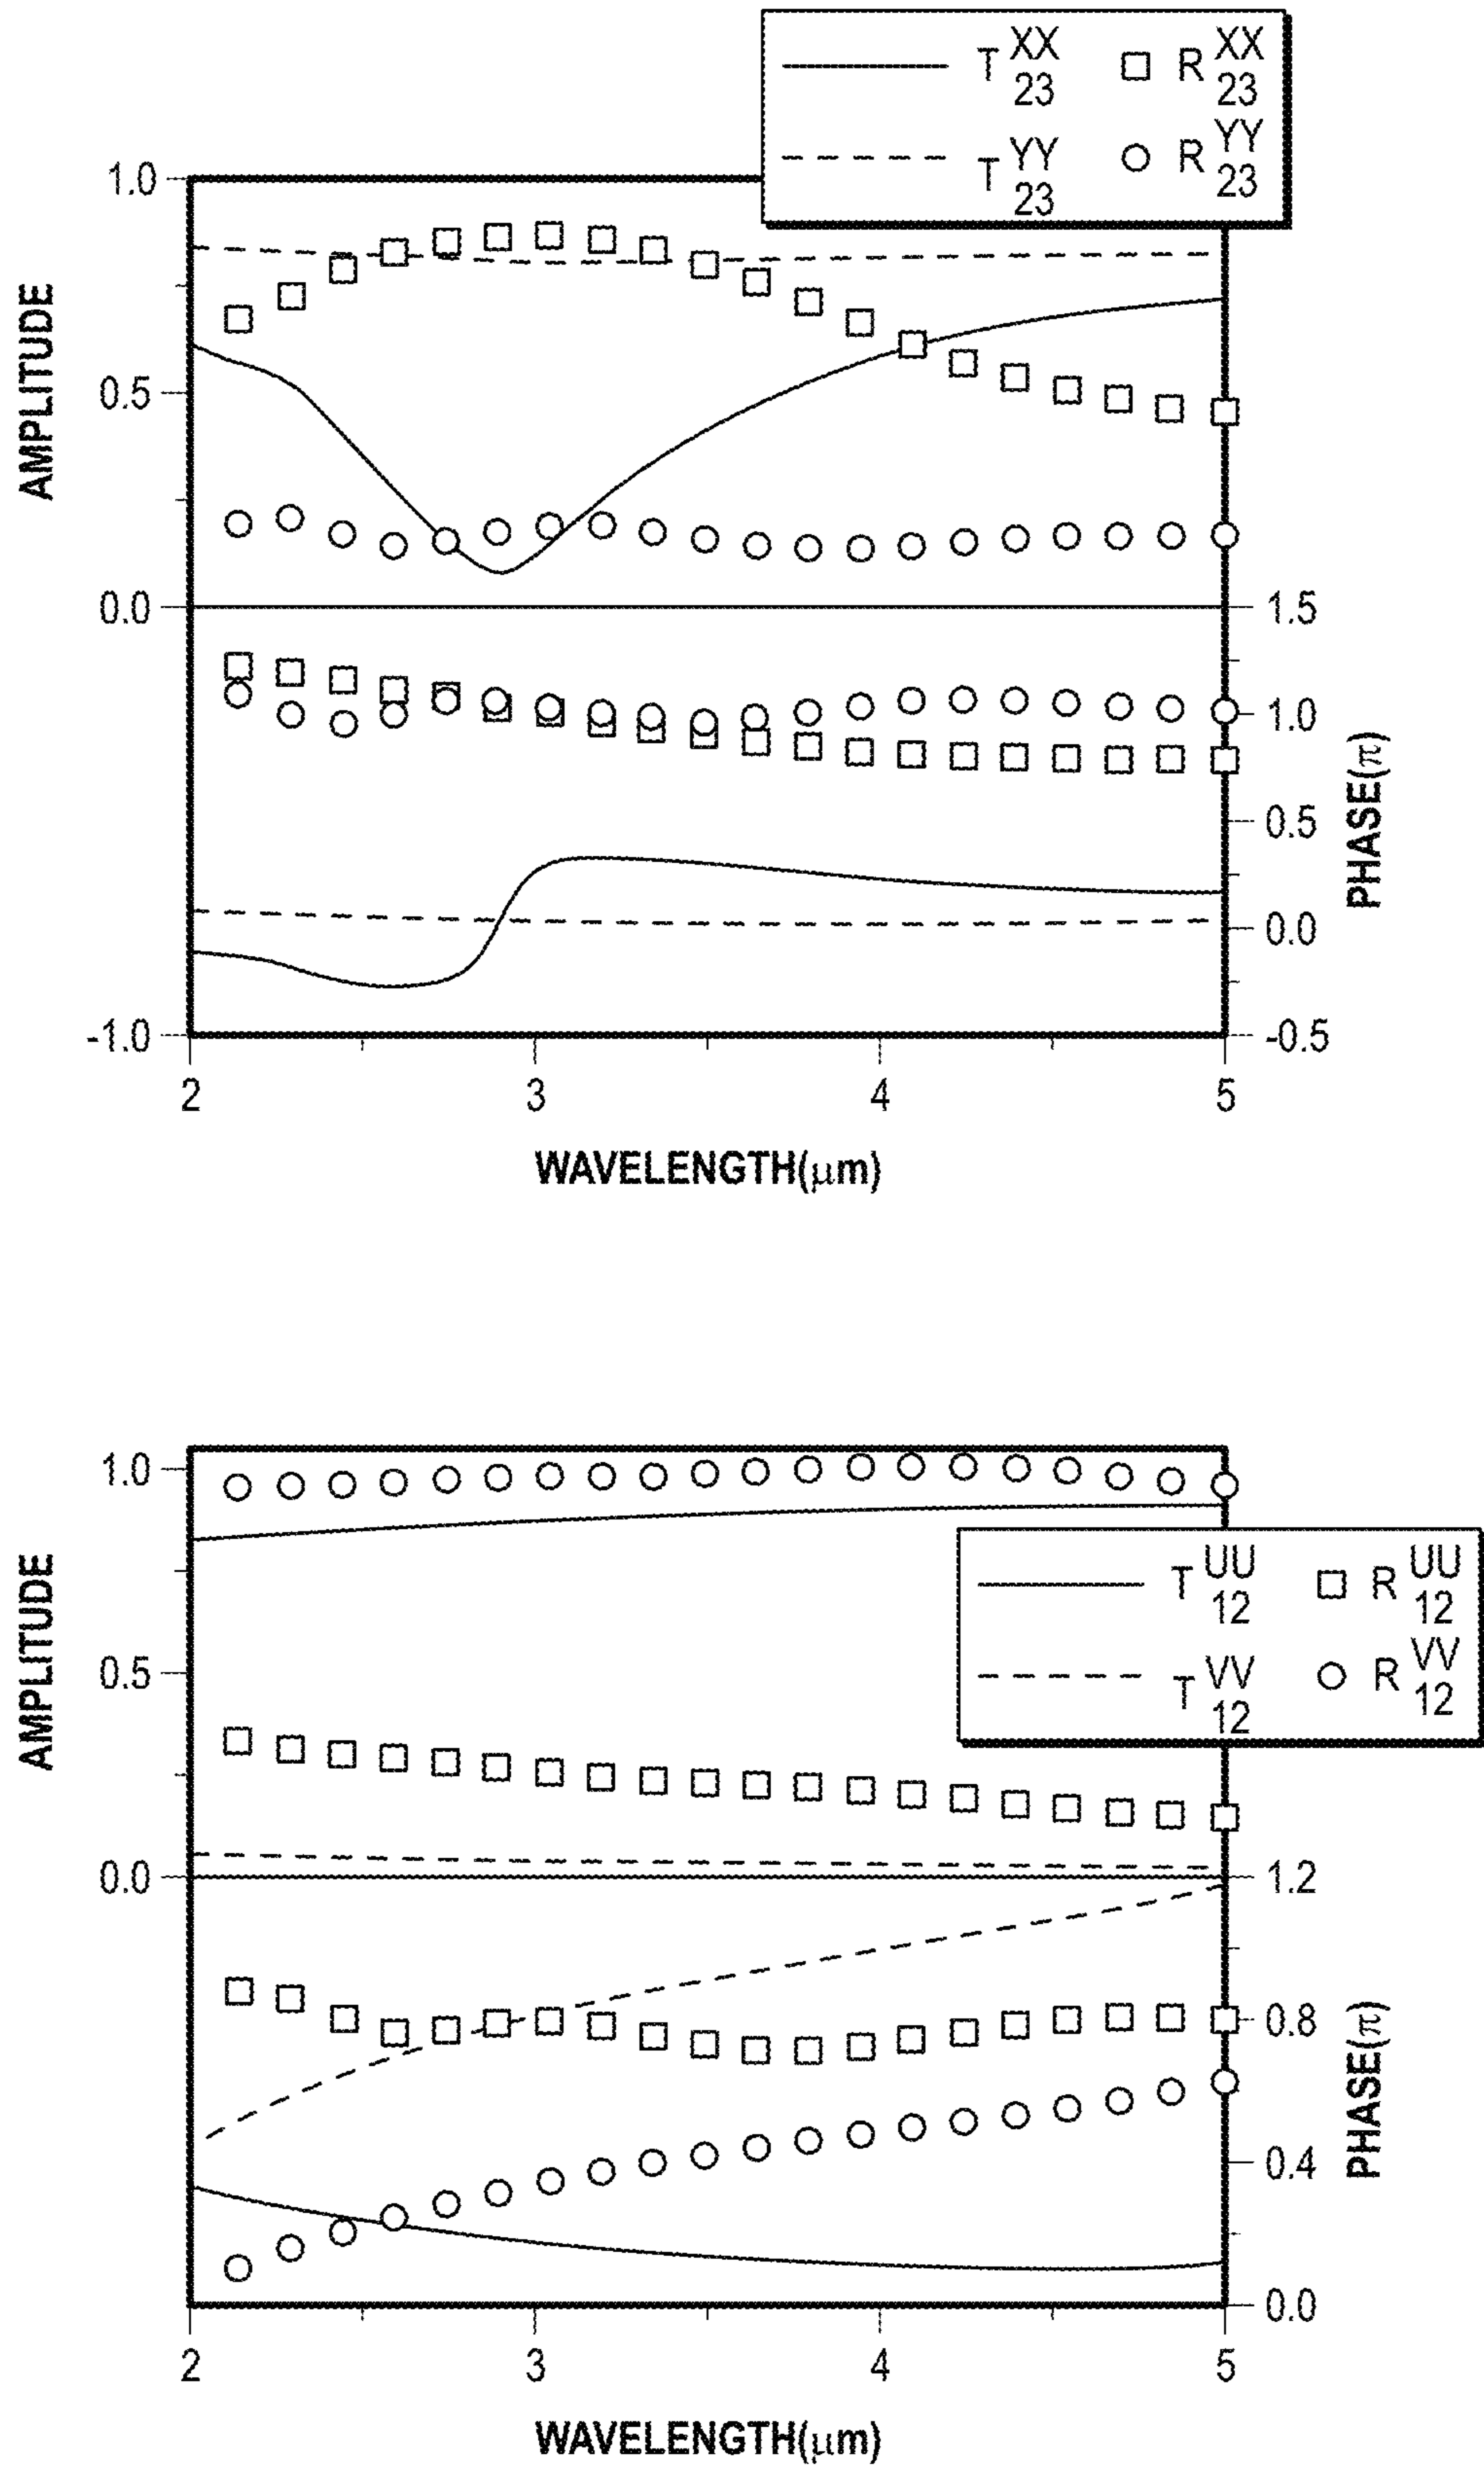 T XX 23 R XX 23
T YY 23 R YY 23
1.0
0.5
0.0
-1.0
AMPLITUDE
1.5
1.0
0.5
0.0
-0.5
PHASE(π)
2 3 4 5
WAVELENGTH(μm)
T UU 12 R UU 12
T VV 12 R VV 12
1.0
0.5
0.0
AMPLITUDE
1.2
0.8
0.4
0.0
PHASE(π)
2 3 4 5
WAVELENGTH(μm)